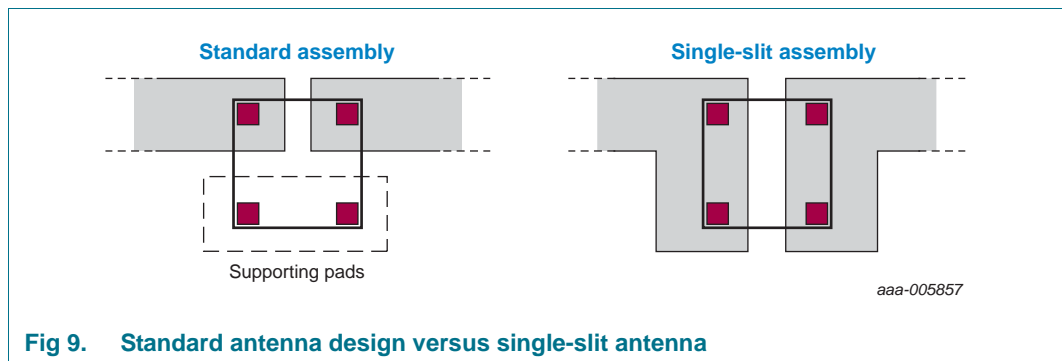 Standard assembly
Single-slit assembly
Supporting pads
aaa-005857
Fig 9. Standard antenna design versus single-slit antenna